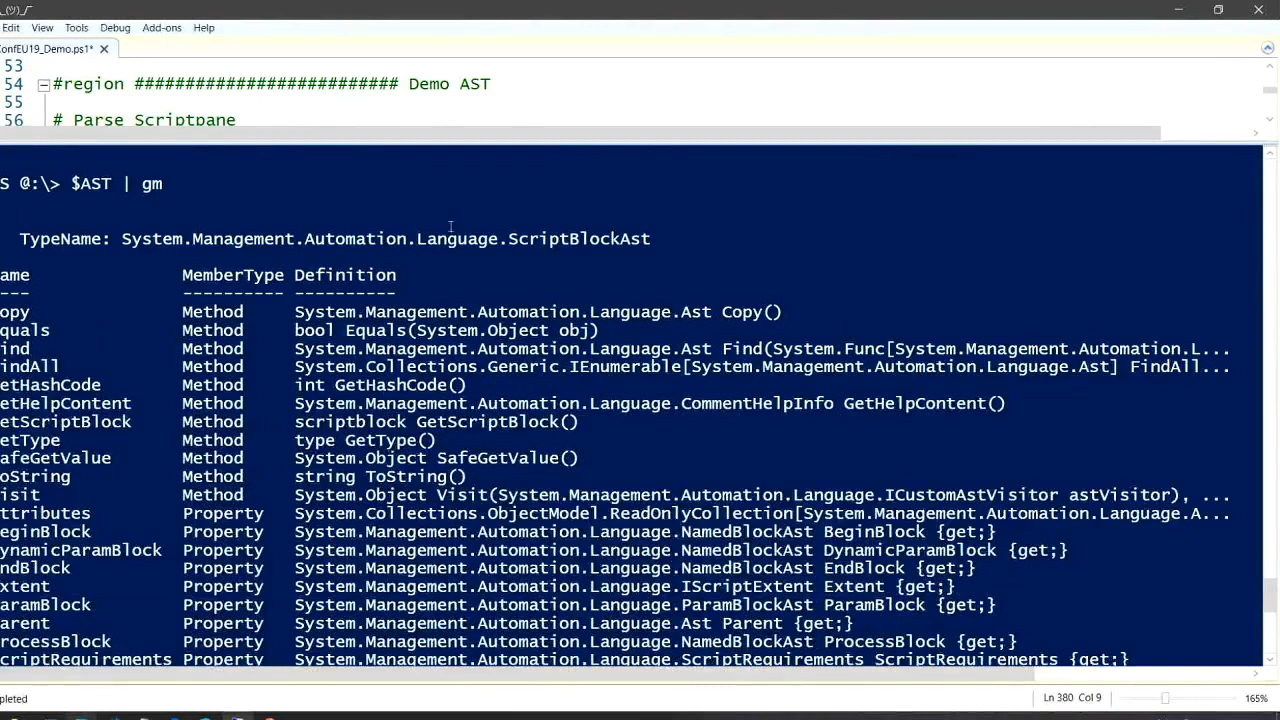 _(ツ)_┌
Edit View Tools Debug Add-ons Help
onfEU19_Demo.ps1*
53
54 #region ########################## Demo AST
55
56 # Parse Scriptpane
S @:\> $AST | gm
TypeName: System.Management.Automation.Language.ScriptBlockAst
ame MemberType Definition
--- ---------- ----------
opy Method System.Management.Automation.Language.Ast Copy()
quals Method bool Equals(System.Object obj)
ind Method System.Management.Automation.Language.Ast Find(System.Func[System.Management.Automation.L...
indAll Method System.Collections.Generic.IEnumerable[System.Management.Automation.Language.Ast] FindAll...
etHashCode Method int GetHashCode()
etHelpContent Method System.Management.Automation.Language.CommentHelpInfo GetHelpContent()
etScriptBlock Method scriptblock GetScriptBlock()
etType Method type GetType()
afeGetValue Method System.Object SafeGetValue()
oString Method string ToString()
isit Method System.Object Visit(System.Management.Automation.Language.ICustomAstVisitor astVisitor), ...
ttributes Property System.Collections.ObjectModel.ReadOnlyCollection[System.Management.Automation.Language.A...
eginBlock Property System.Management.Automation.Language.NamedBlockAst BeginBlock {get;}
ynamicParamBlock Property System.Management.Automation.Language.NamedBlockAst DynamicParamBlock {get;}
ndBlock Property System.Management.Automation.Language.NamedBlockAst EndBlock {get;}
xtent Property System.Management.Automation.Language.IScriptExtent Extent {get;}
aramBlock Property System.Management.Automation.Language.ParamBlockAst ParamBlock {get;}
arent Property System.Management.Automation.Language.Ast Parent {get;}
rocessBlock Property System.Management.Automation.Language.NamedBlockAst ProcessBlock {get;}
criptRequirements Property System.Management.Automation.Language.ScriptRequirements ScriptRequirements {get;}
pleted Ln 380 Col 9 165%